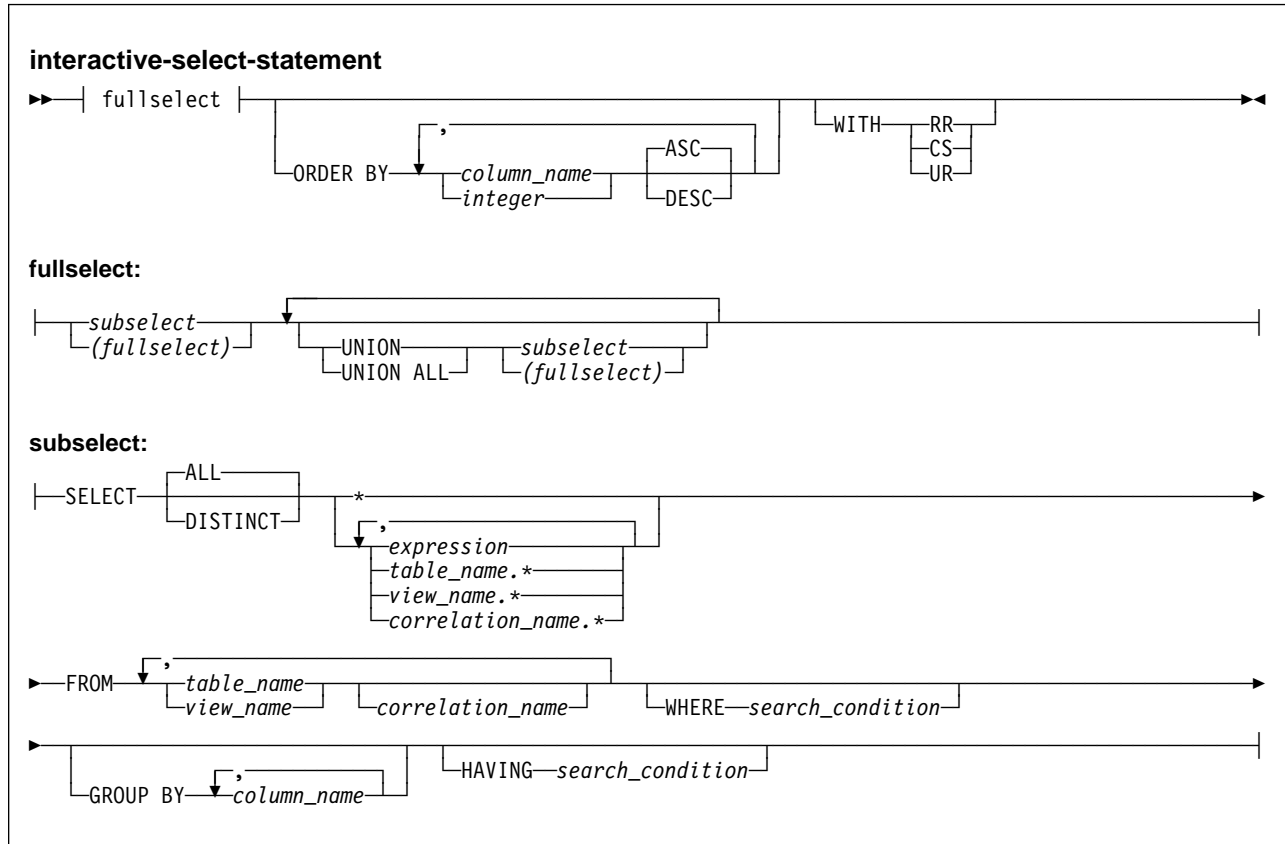 interactive-select-statement
fullselect
,
WITH RR
ASC
CS
ORDER BY column_name
UR
integer DESC
fullselect:
subselect
(fullselect)
UNION subselect
UNION ALL (fullselect)
subselect:
ALL
SELECT *
DISTINCT
,
expression
table_name.*
view_name.*
correlation_name.*
,
FROM table_name
view_name correlation_name WHERE search_condition
,
HAVING search_condition
GROUP BY column_name